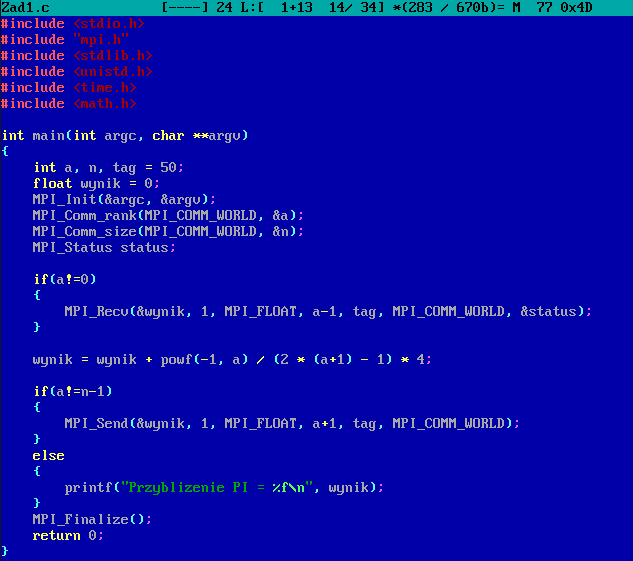 Zad1.c [----] 24 L:[ 1+13 14/ 34] *(283 / 670b)= M 77 0x4D
#include <stdio.h>
#include "mpi.h"
#include <stdlib.h>
#include <unistd.h>
#include <time.h>
#include <math.h>
int main(int argc, char **argv)
{
int a, n, tag = 50;
float wynik = 0;
MPI_Init(&argc, &argv);
MPI_Comm_rank(MPI_COMM_WORLD, &a);
MPI_Comm_size(MPI_COMM_WORLD, &n);
MPI_Status status;
if(a!=0)
{
MPI_Recv(&wynik, 1, MPI_FLOAT, a-1, tag, MPI_COMM_WORLD, &status);
}
wynik = wynik + powf(-1, a) / (2 * (a+1) - 1) * 4;
if(a!=n-1)
{
MPI_Send(&wynik, 1, MPI_FLOAT, a+1, tag, MPI_COMM_WORLD);
}
else
{
printf("Przyblizenie PI = %f\n", wynik);
}
MPI_Finalize();
return 0;
}